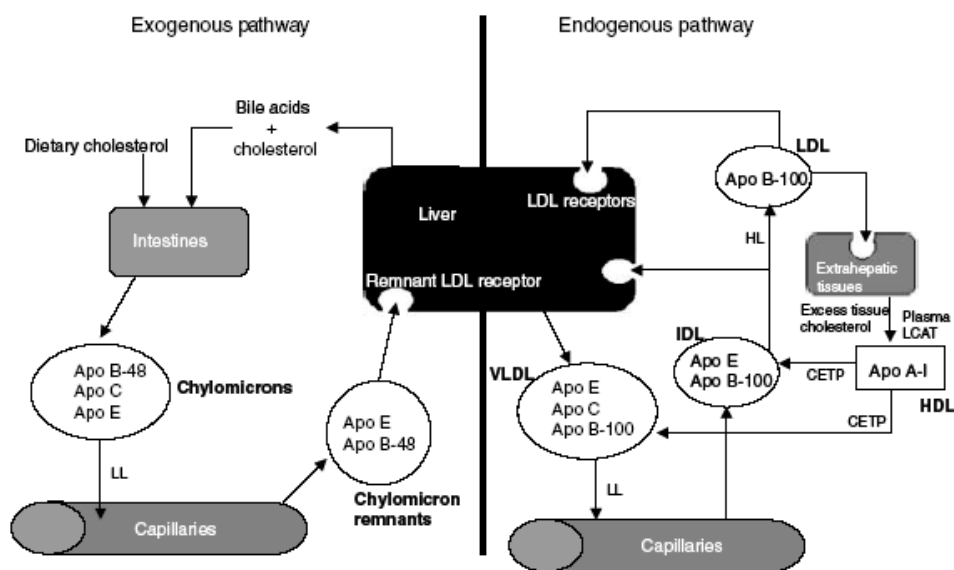 Exogenous pathway
Endogenous pathway
Bile acids
+
cholesterol
Dietary cholesterol
Intestines
Liver
Remnant LDL receptor
Apo B-48
Apo C
Apo E
Chylomicrons
LL
Capillaries
Apo E
Apo B-48
Chylomicron
remnants
LDL receptors
LDL
Apo B-100
HL
Extrahepatic
tissues
Excess tissue
cholesterol
Plasma
LCAT
IDL
Apo E
Apo B-100
CETP
Apo A-I
HDL
CETP
VLDL
Apo E
Apo C
Apo B-100
LL
Capillaries